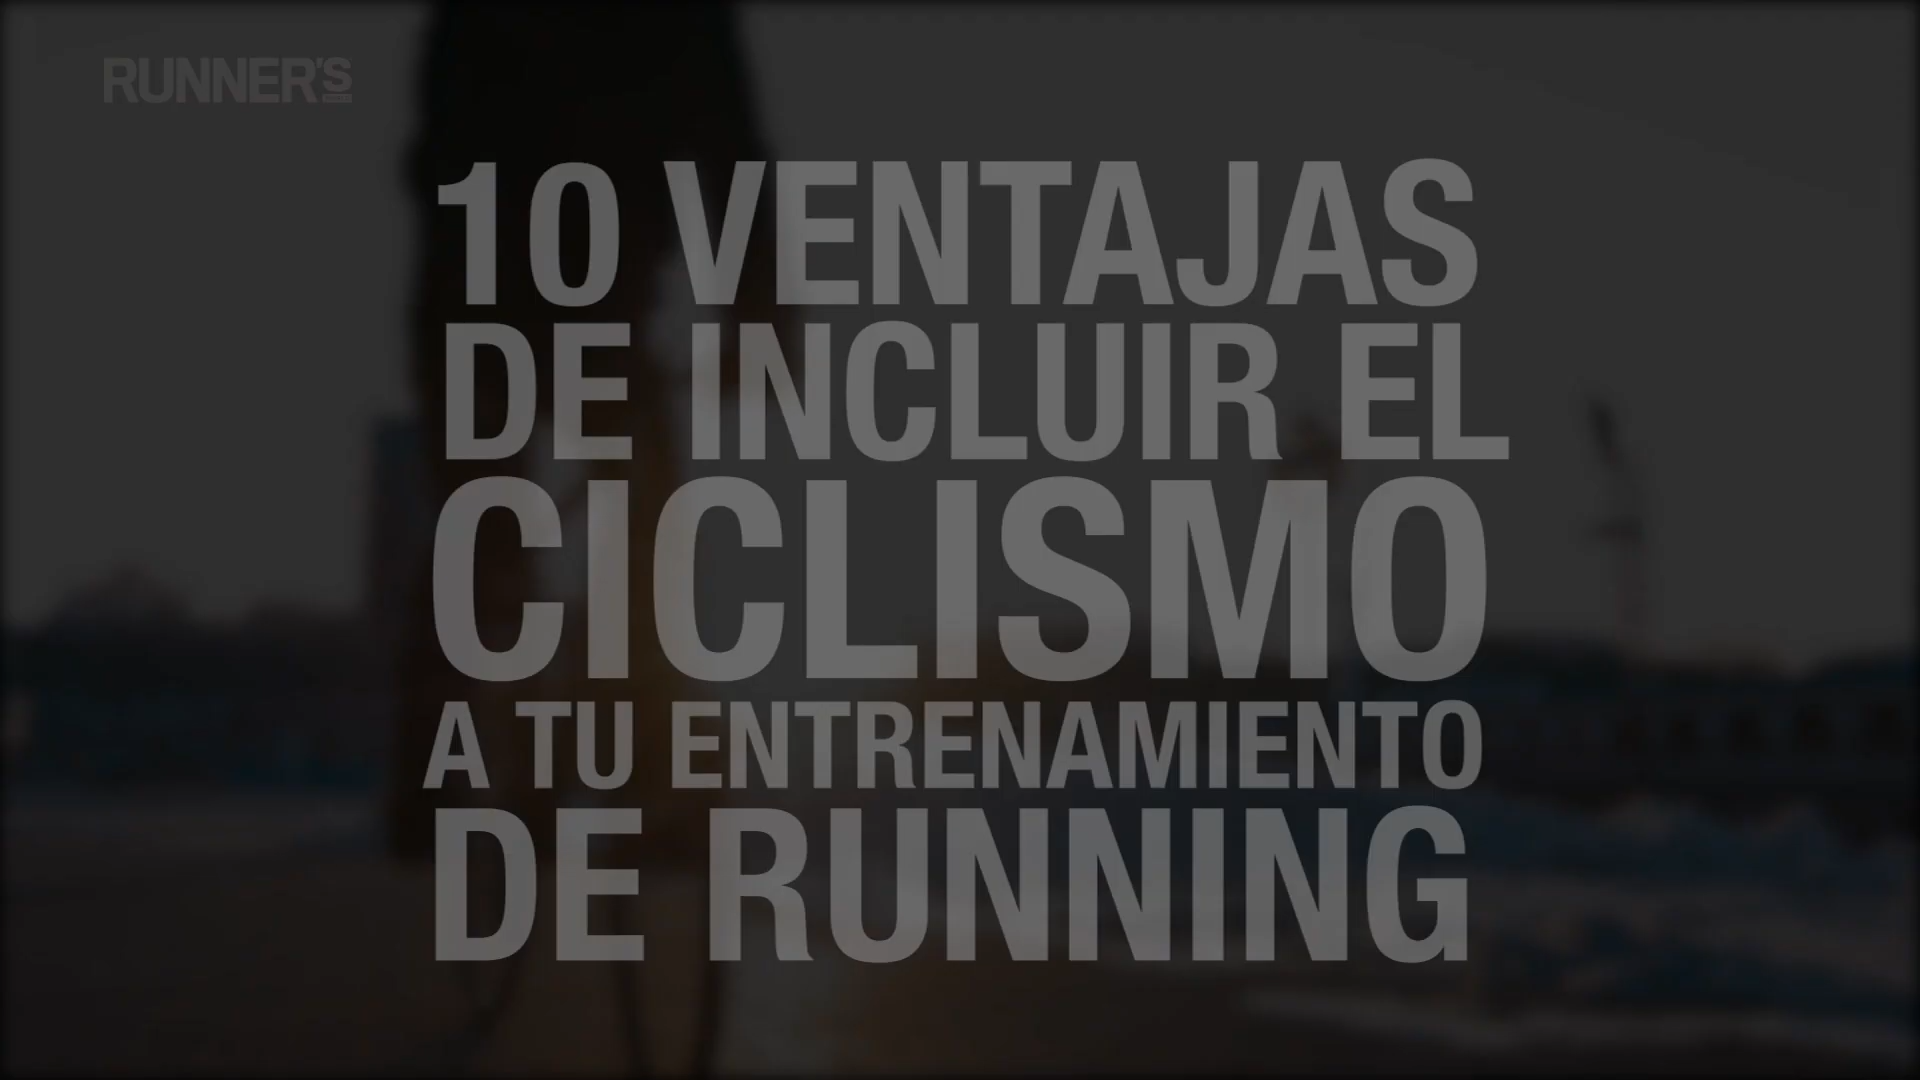 RUNNER'S
10 VENTAJAS
DE INCLUIR EL
CICLISMO
A TU ENTRENAMIENTO
DE RUNNING